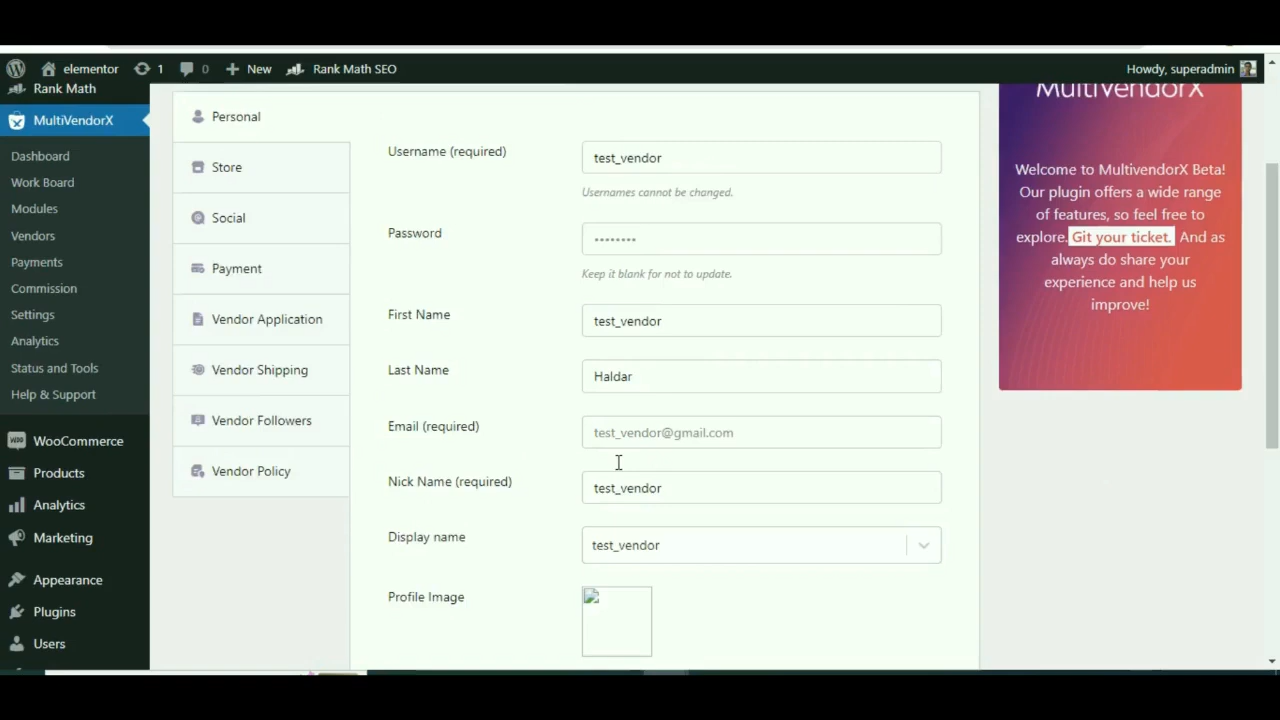 elementor
1
0
New
Rank Math SEO
Howdy, superadmin
Rank Math
MultiVendorX
Dashboard
Work Board
Modules
Vendors
Payments
Commission
Settings
Analytics
Status and Tools
Help & Support
WooCommerce
Products
Analytics
Marketing
Appearance
Plugins
Users
Personal
Store
Social
Payment
Vendor Application
Vendor Shipping
Vendor Followers
Vendor Policy
Username (required)
test_vendor
Usernames cannot be changed.
Password
••••••••
Keep it blank for not to update.
First Name
test_vendor
Last Name
Haldar
Email (required)
test_vendor@gmail.com
Nick Name (required)
test_vendor
Display name
test_vendor
Profile Image
MultiVendorX
Welcome to MultivendorX Beta!
Our plugin offers a wide range
of features, so feel free to
explore. Git your ticket. And as
always do share your
experience and help us
improve!